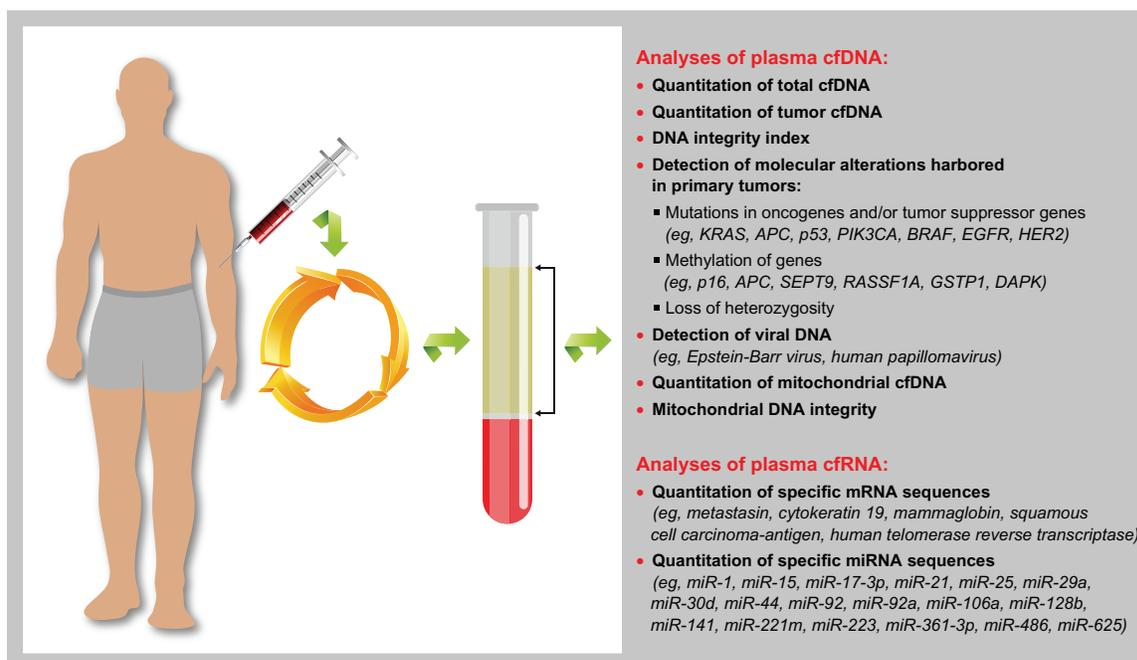 Analyses of plasma cfDNA:
• Quantitation of total cfDNA
• Quantitation of tumor cfDNA
• DNA integrity index
• Detection of molecular alterations harbored
in primary tumors:
▪ Mutations in oncogenes and/or tumor suppressor genes
(eg, KRAS, APC, p53, PIK3CA, BRAF, EGFR, HER2)
▪ Methylation of genes
(eg, p16, APC, SEPT9, RASSF1A, GSTP1, DAPK)
▪ Loss of heterozygosity
• Detection of viral DNA
(eg, Epstein-Barr virus, human papillomavirus)
• Quantitation of mitochondrial cfDNA
• Mitochondrial DNA integrity
Analyses of plasma cfRNA:
• Quantitation of specific mRNA sequences
(eg, metastasin, cytokeratin 19, mammaglobin, squamous
cell carcinoma-antigen, human telomerase reverse transcriptase)
• Quantitation of specific miRNA sequences
(eg, miR-1, miR-15, miR-17-3p, miR-21, miR-25, miR-29a,
miR-30d, miR-44, miR-92, miR-92a, miR-106a, miR-128b,
miR-141, miR-221m, miR-223, miR-361-3p, miR-486, miR-625)